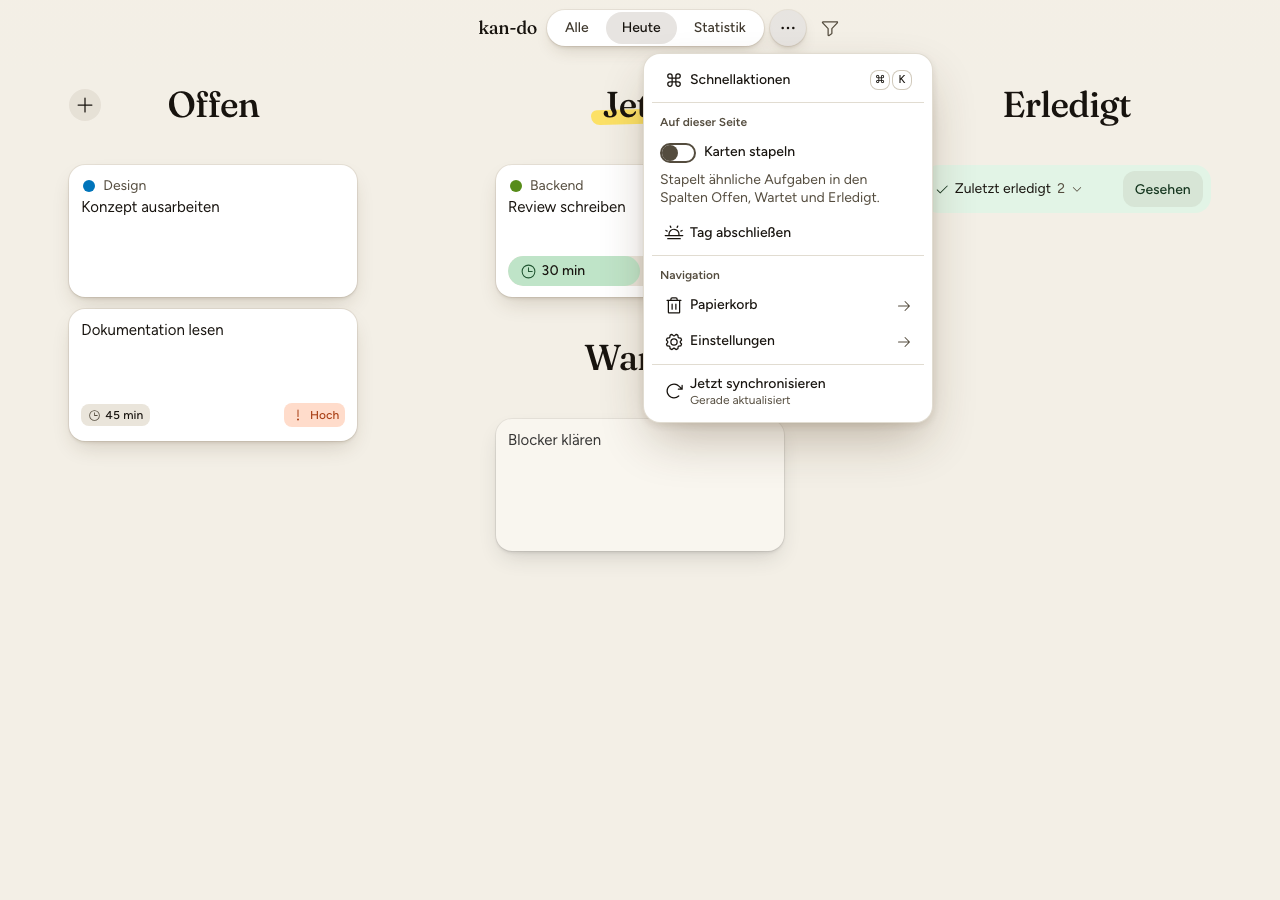 kan-do
Alle
Heute
Statistik
Schnellaktionen
⌘ K
Auf dieser Seite
Karten stapeln
Stapelt ähnliche Aufgaben in den
Spalten Offen, Wartet und Erledigt.
Tag abschließen
Navigation
Papierkorb
Einstellungen
Jetzt synchronisieren
Gerade aktualisiert
Offen
Design
Konzept ausarbeiten
Dokumentation lesen
45 min
Hoch
Backend
Review schreiben
30 min
Blocker klären
Erledigt
Zuletzt erledigt 2
Gesehen